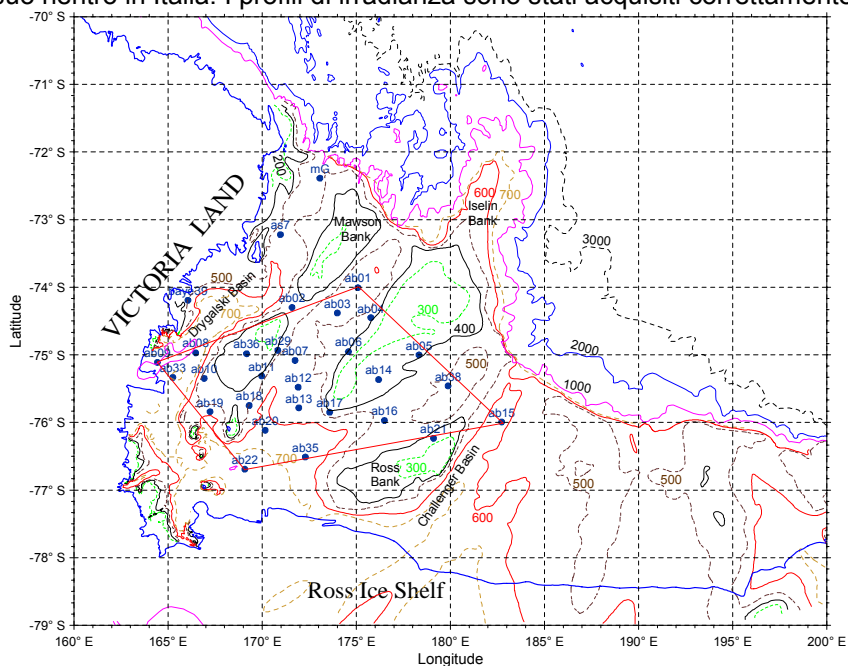 suo rientro in Italia. I profili di irradianza sono stati acquisiti correttamente
-70° S
-71° S
-72° S
-73° S
-74° S
-75° S
-76° S
-77° S
-78° S
-79° S
Latitude
160° E
165° E
170° E
175° E
180° E
185° E
190° E
195° E
200° E
Longitude
VICTORIA LAND
Ross Ice Shelf
Mawson
Bank
Iselin
Bank
Ross
Bank
Drygalski Basin
Challenger Basin
200
600
700
3000
500
700
300
400
2000
500
1000
300
700
600
500
500
mG
as7
ab01
ab02
ab03
ab04
ab08
ab09
ab33
ab10
ab36
ab29
ab07
ab06
ab05
ab11
ab12
ab14
ab38
ab19
ab18
ab13
ab17
ab16
ab15
ab20
ab21
ab22
ab35